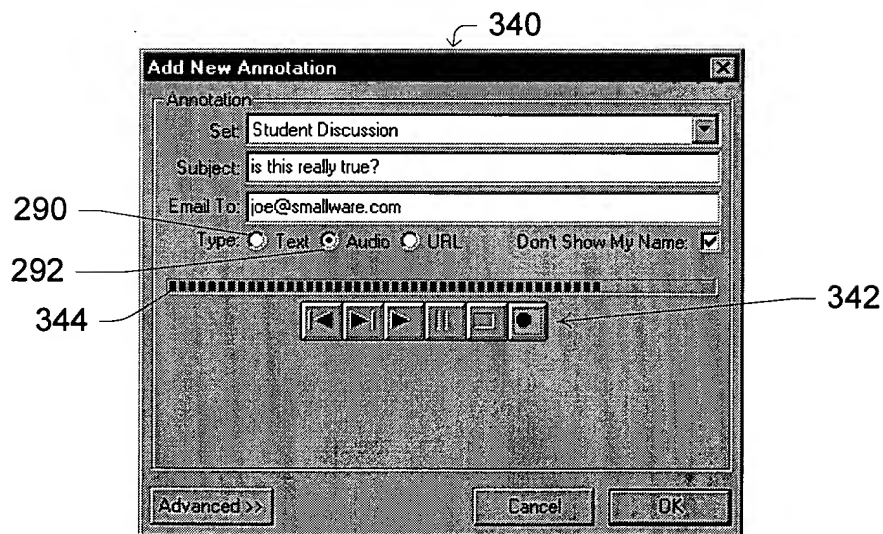 340
Add New Annotation
Annotation
Set: Student Discussion
Subject: is this really true?
Email To: joe@smallware.com
290
Type: Text Audio URL Don't Show My Name:
292
344
342
Advanced >> Cancel OK